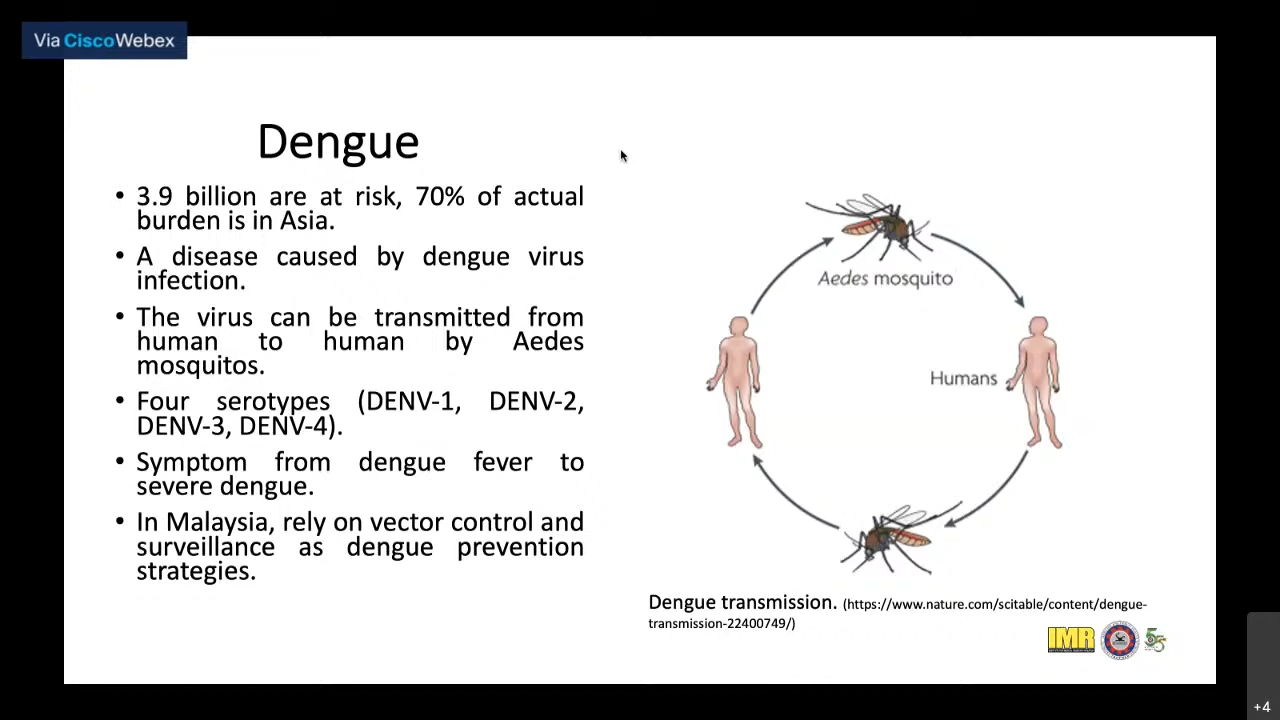 Via CiscoWebex
Dengue
• 3.9 billion are at risk, 70% of actual
burden is in Asia.
• A disease caused by dengue virus
infection.
• The virus can be transmitted from
human to human by Aedes
mosquitos.
• Four serotypes (DENV-1, DENV-2,
DENV-3, DENV-4).
• Symptom from dengue fever to
severe dengue.
• In Malaysia, rely on vector control and
surveillance as dengue prevention
strategies.
Aedes mosquito
Humans
Dengue transmission. (https://www.nature.com/scitable/content/dengue-
transmission-22400749/)
IMR
+4